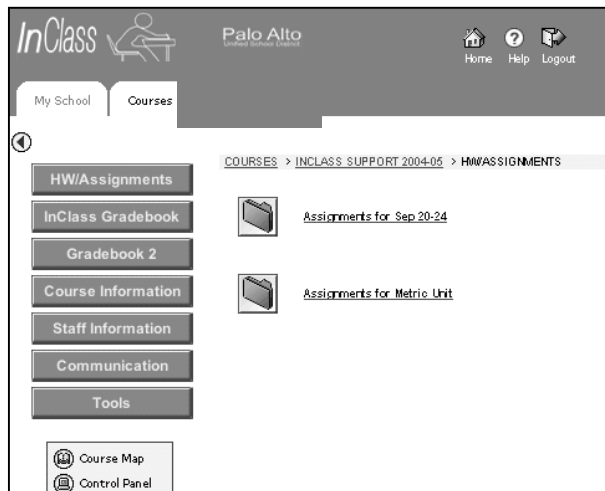 InClass
Palo Alto
Unified School District
Home Help Logout
My School Courses
COURSES > INCLASS SUPPORT 2004-05 > HW/ASSIGNMENTS
HW/Assignments
InClass Gradebook
Gradebook 2
Course Information
Staff Information
Communication
Tools
Assignments for Sep 20-24
Assignments for Metric Unit
Course Map
Control Panel